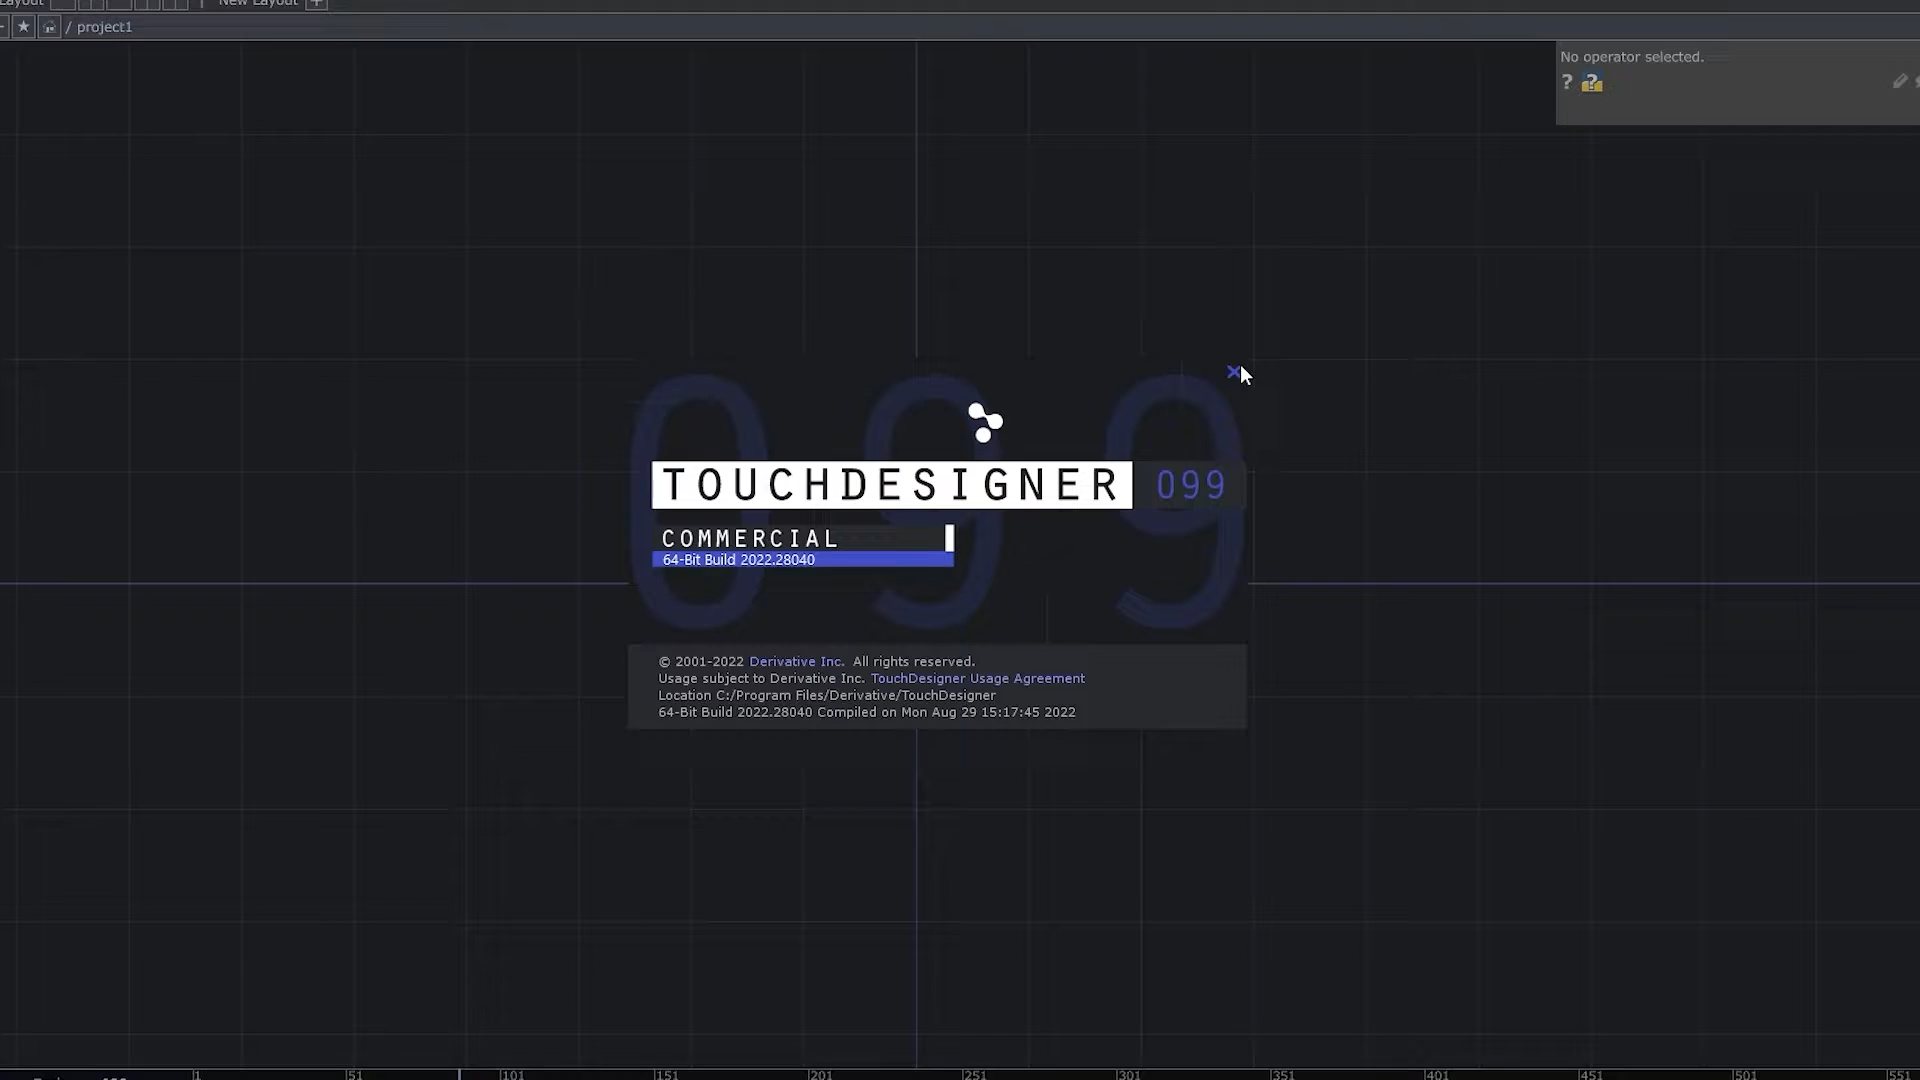 New Layout +
/ project1
No operator selected.
? ?
099
TOUCHDESIGNER 099
COMMERCIAL
64-Bit Build 2022.28040
© 2001-2022 Derivative Inc. All rights reserved.
Usage subject to Derivative Inc. TouchDesigner Usage Agreement
Location C:/Program Files/Derivative/TouchDesigner
64-Bit Build 2022.28040 Compiled on Mon Aug 29 15:17:45 2022
1 51 101 151 201 251 301 351 401 451 501 551